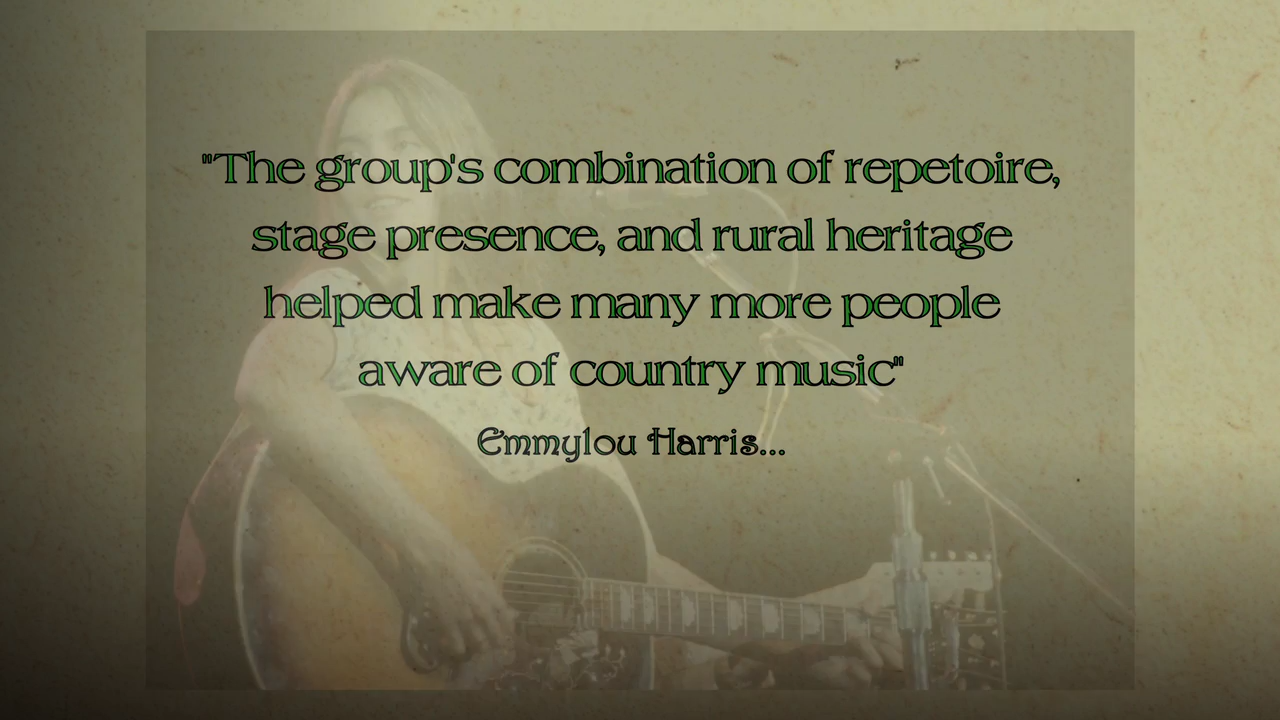 "The group's combination of repetoire,
stage presence, and rural heritage
helped make many more people
aware of country music"
Emmylou Harris...